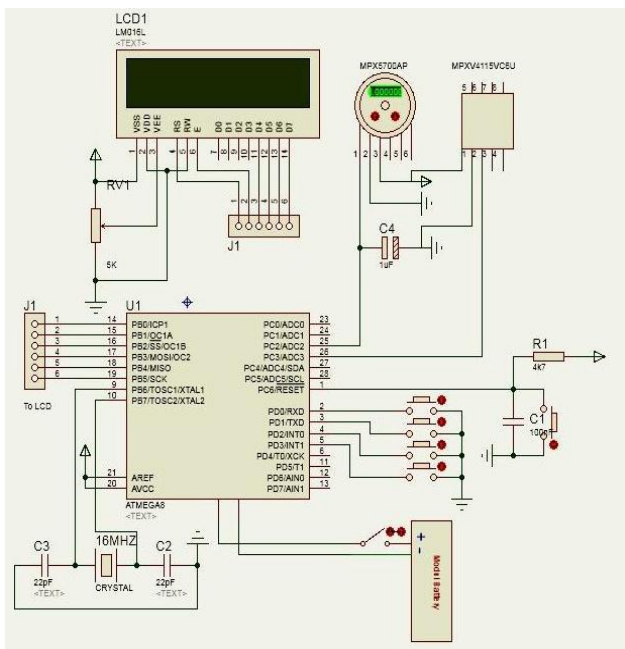 LCD1
LM016L
<TEXT>
VSS VDD VEE RS RW E D0 D1 D2 D3 D4 D5 D6 D7
1 2 3 4 5 6 7 8 9 10 11 12 13 14
MPX5700AP
1 2 3 4 5 6
MPXV4115VC6U
5 6 7 8
1 2 3 4
RV1
5K
1 2 3 4 5 6
J1
C4
1uF
J1
1
2
3
4
5
6
To LCD
U1
14 PB0/ICP1
15 PB1/OC1A
16 PB2/SS/OC1B
17 PB3/MOSI/OC2
18 PB4/MISO
19 PB5/SCK
9 PB6/TOSC1/XTAL1
10 PB7/TOSC2/XTAL2
21 AREF
20 AVCC
PC0/ADC0 23
PC1/ADC1 24
PC2/ADC2 25
PC3/ADC3 26
PC4/ADC4/SDA 27
PC5/ADC5/SCL 28
PC6/RESET 1
PD0/RXD 2
PD1/TXD 3
PD2/INT0 4
PD3/INT1 5
PD4/T0/XCK 6
PD5/T1 11
PD6/AIN0 12
PD7/AIN1 13
ATMEGA8
<TEXT>
R1
4k7
C1
C3
22pF
<TEXT>
16MHZ
CRYSTAL
C2
22pF
<TEXT>
+
-
Model Battery